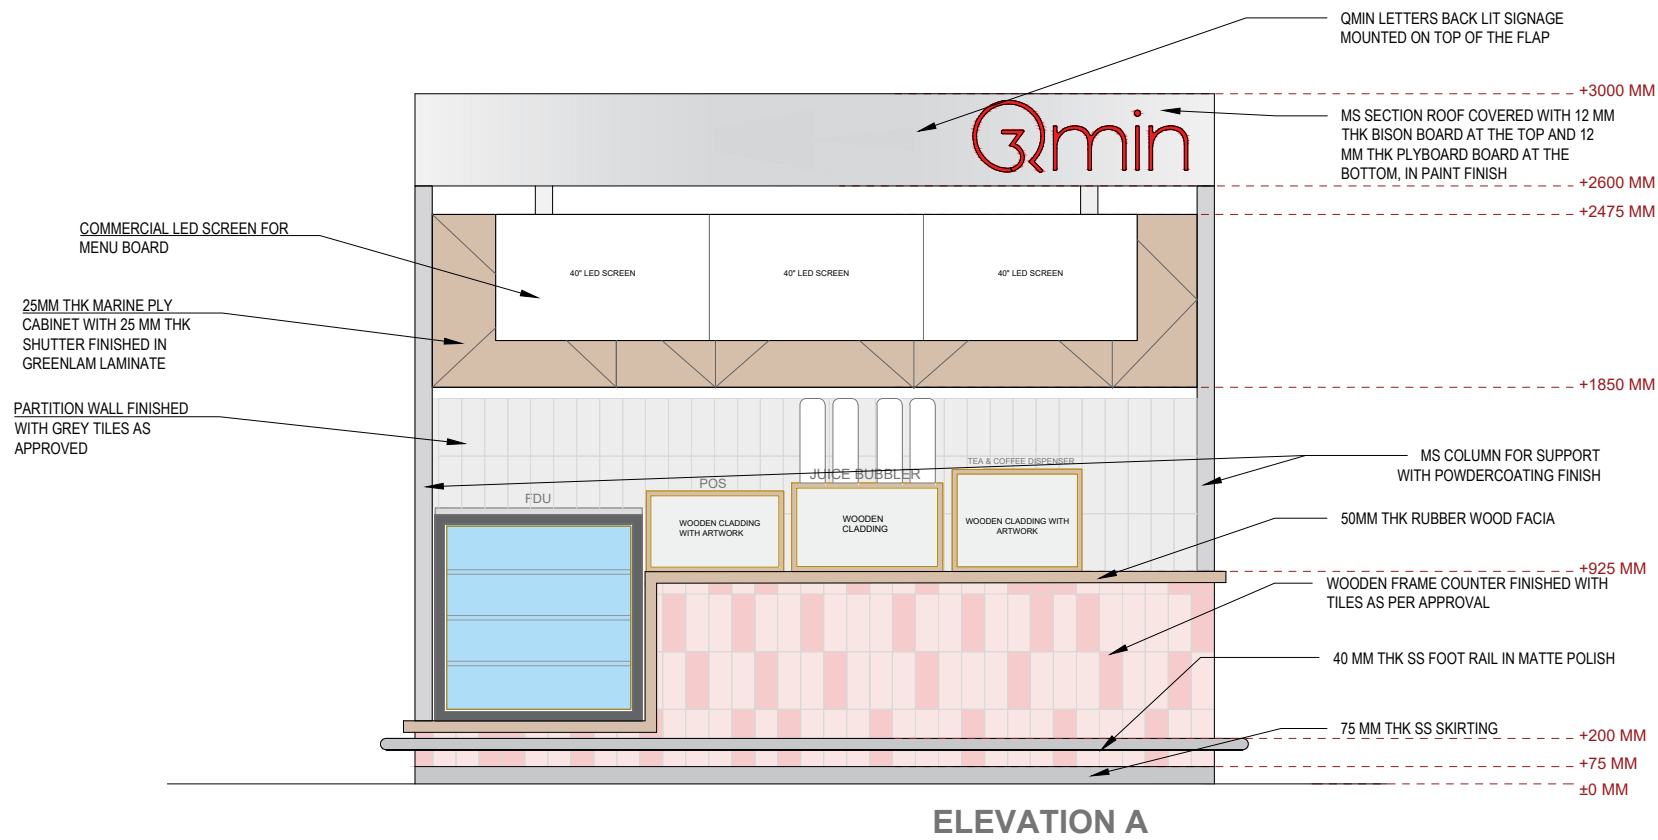 QMIN LETTERS BACK LIT SIGNAGE
MOUNTED ON TOP OF THE FLAP
+3000 MM
Qmin
MS SECTION ROOF COVERED WITH 12 MM
THK BISON BOARD AT THE TOP AND 12
MM THK PLYBOARD BOARD AT THE
BOTTOM, IN PAINT FINISH
+2600 MM
+2475 MM
COMMERCIAL LED SCREEN FOR
MENU BOARD
40" LED SCREEN
40" LED SCREEN
40" LED SCREEN
25MM THK MARINE PLY
CABINET WITH 25 MM THK
SHUTTER FINISHED IN
GREENLAM LAMINATE
+1850 MM
PARTITION WALL FINISHED
WITH GREY TILES AS
APPROVED
MS COLUMN FOR SUPPORT
WITH POWDERCOATING FINISH
TEA & COFFEE DISPENSER
JUICE BUBBLER
POS
FDU
WOODEN CLADDING
WITH ARTWORK
WOODEN
CLADDING
WOODEN CLADDING WITH
ARTWORK
50MM THK RUBBER WOOD FACIA
+925 MM
WOODEN FRAME COUNTER FINISHED WITH
TILES AS PER APPROVAL
40 MM THK SS FOOT RAIL IN MATTE POLISH
75 MM THK SS SKIRTING
+200 MM
+75 MM
±0 MM
ELEVATION A